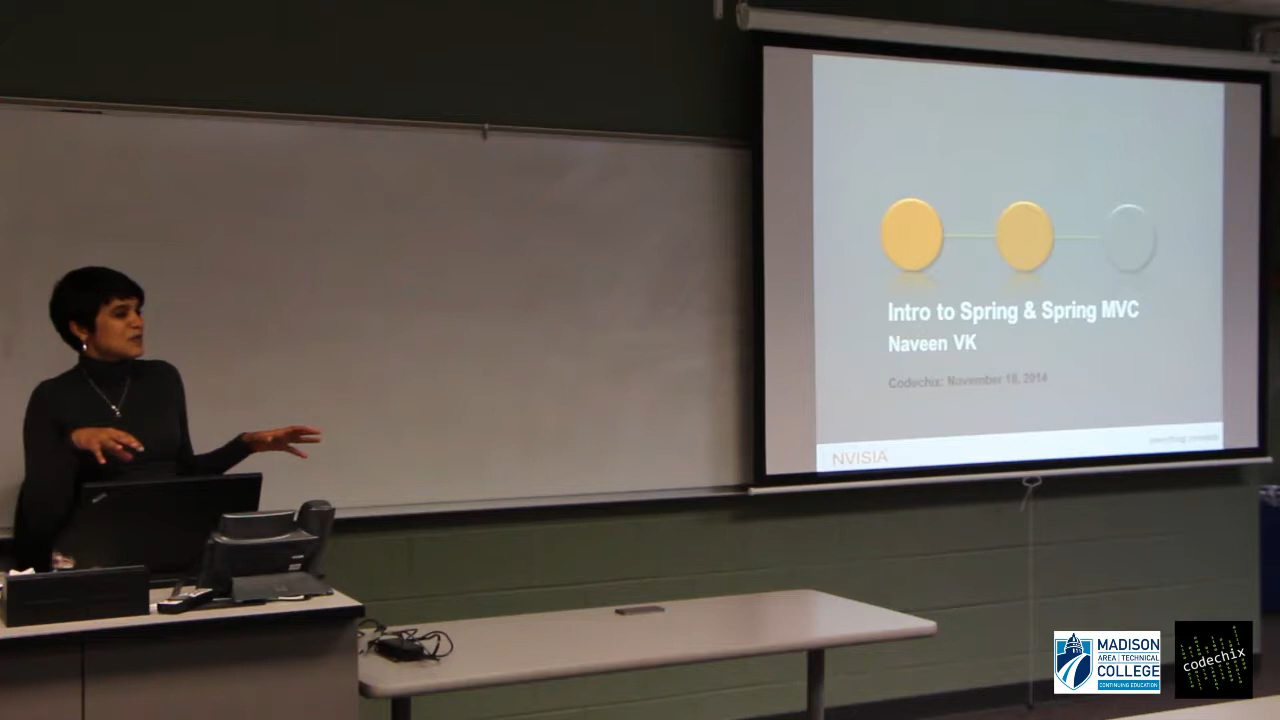 Intro to Spring & Spring MVC
Naveen VK
Codechix: November 18, 2014
NVISIA
MADISON
AREA TECHNICAL
COLLEGE
CONTINUING EDUCATION
codechix